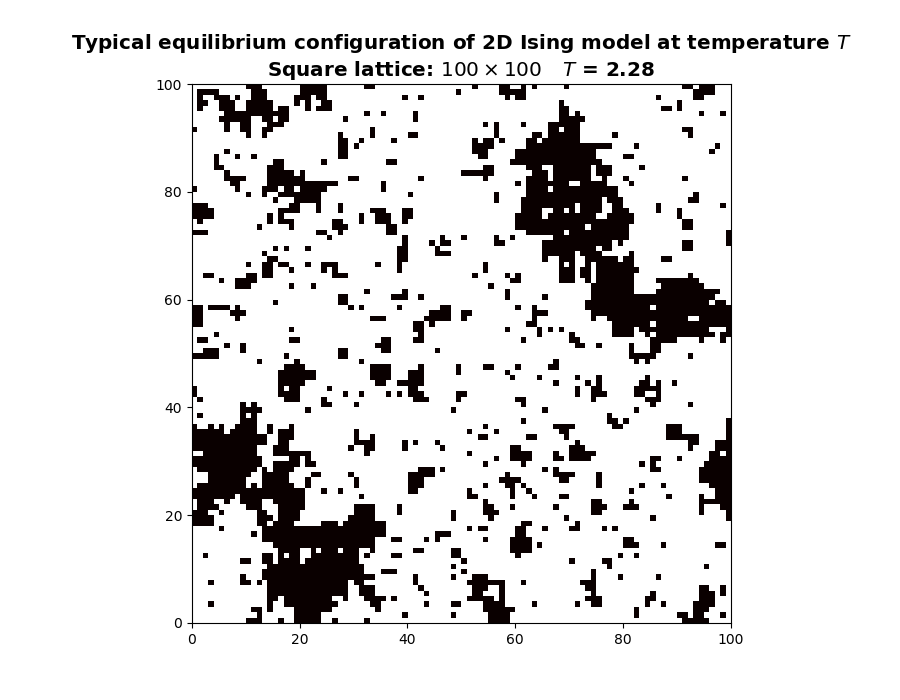 Typical equilibrium configuration of 2D Ising model at temperature T
Square lattice: 100 × 100 T = 2.28
100
80
60
40
20
0
0 20 40 60 80 100